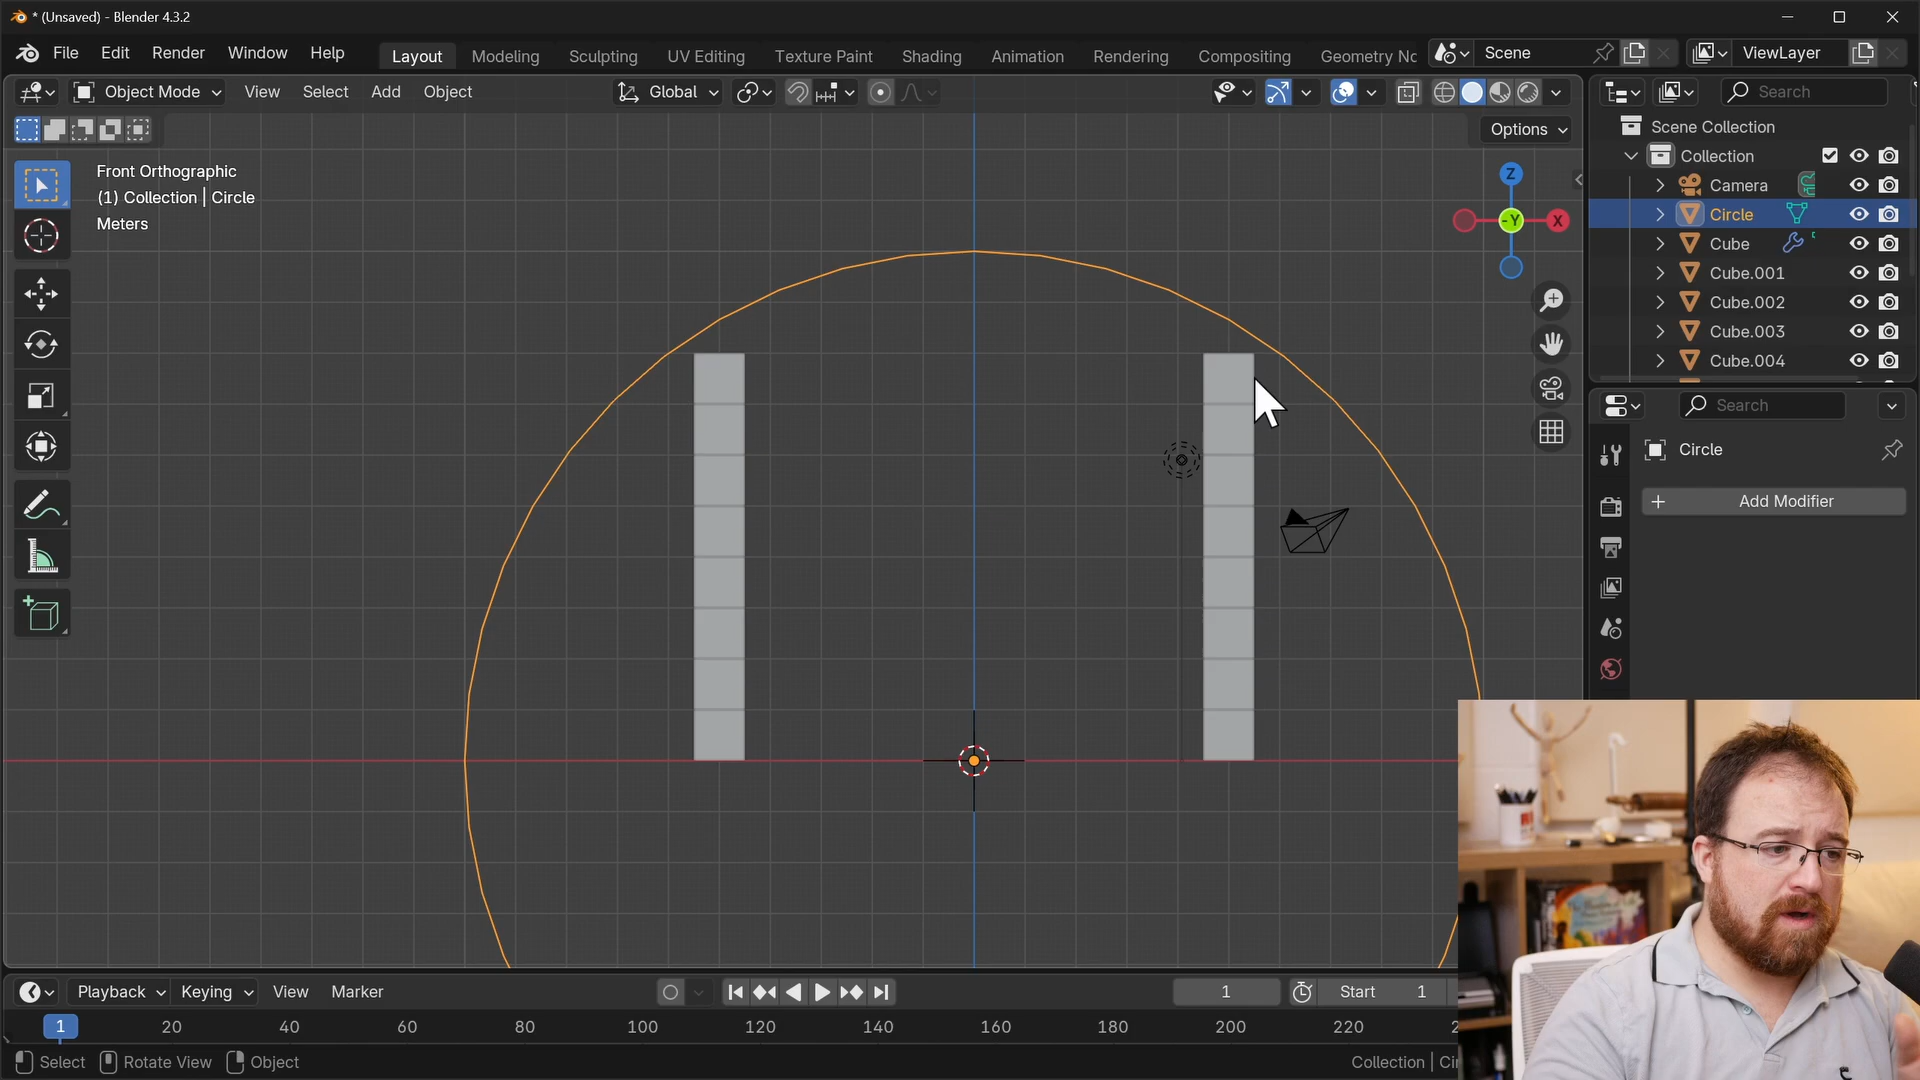 * (Unsaved) - Blender 4.3.2
File Edit Render Window Help Layout Modeling Sculpting UV Editing Texture Paint Shading Animation Rendering Compositing Geometry No Scene ViewLayer
Object Mode View Select Add Object Global Search
Options
Front Orthographic
(1) Collection | Circle
Meters
Z
-Y X
Scene Collection
Collection
Camera
Circle
Cube
Cube.001
Cube.002
Cube.003
Cube.004
Search
Circle
+ Add Modifier
Playback Keying View Marker 1 Start 1
1 20 40 60 80 100 120 140 160 180 200 220 2
Select Rotate View Object Collection | Ci